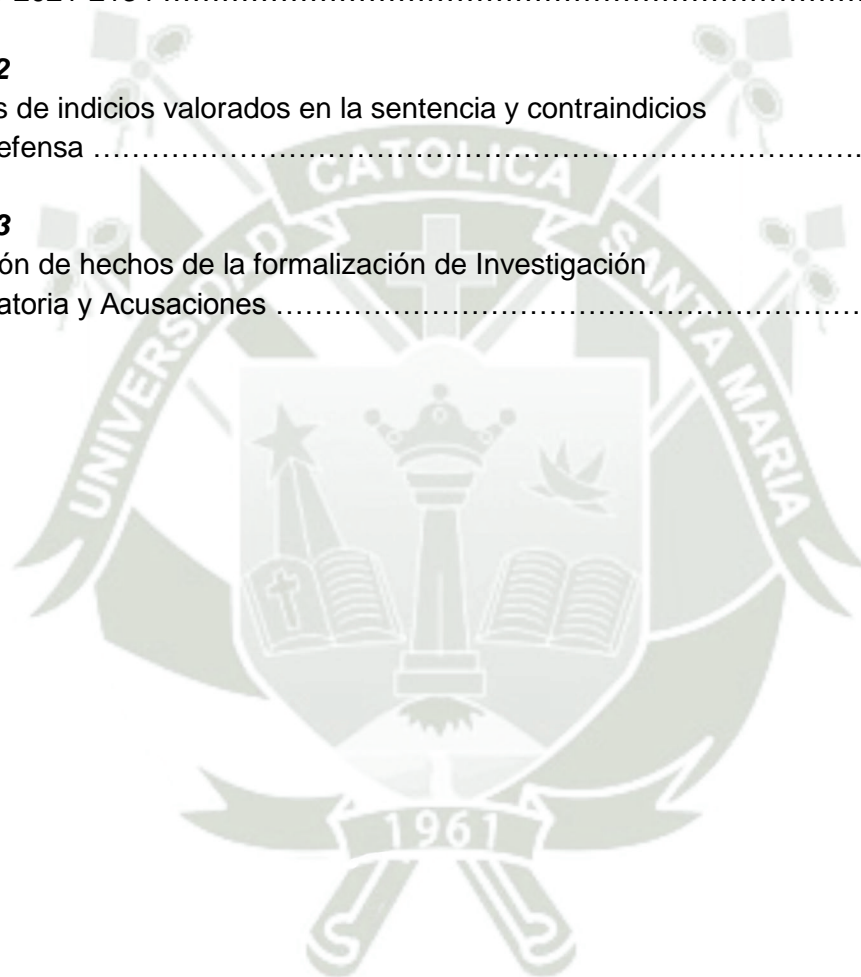 2
s de indicios valorados en la sentencia y contraindicios
efensa ………………………………………………………………………..
3
ón de hechos de la formalización de Investigación
atoria y Acusaciones ………………………………………….…………….
UNIVERSIDAD CATOLICA SANTA MARIA
1961